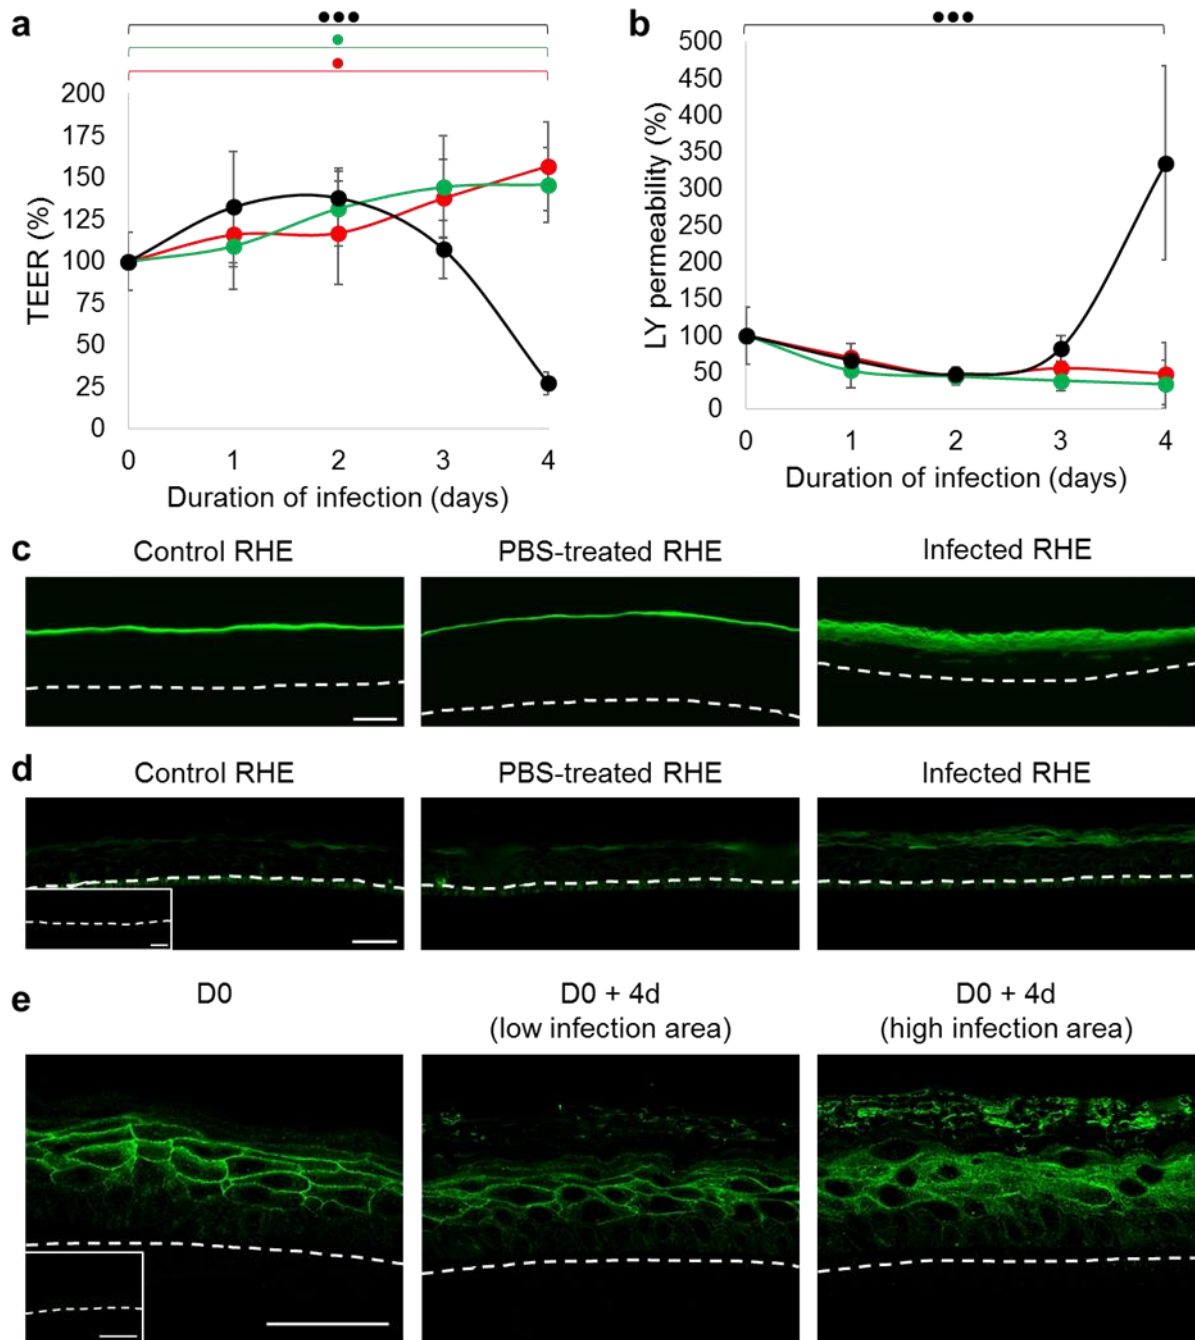 a
TEER (%)
200
175
150
125
100
75
50
25
0
0 1 2 3 4
Duration of infection (days)
b
LY permeability (%)
500
450
400
350
300
250
200
150
100
50
0
0 1 2 3 4
Duration of infection (days)
c
Control RHE PBS-treated RHE Infected RHE
d
Control RHE PBS-treated RHE Infected RHE
e
D0 D0 + 4d D0 + 4d
(low infection area) (high infection area)